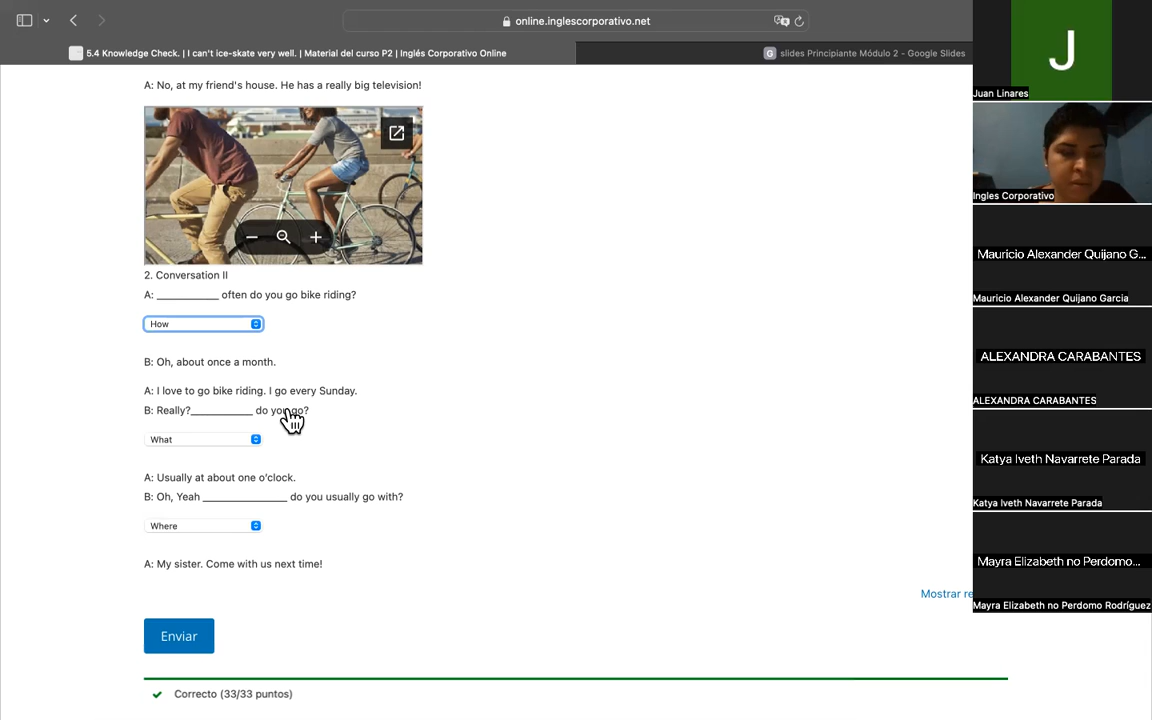 online.inglescorporativo.net
5.4 Knowledge Check. | I can't ice-skate very well. | Material del curso P2 | Inglés Corporativo Online
G slides Principiante Módulo 2 - Google Slides
A: No, at my friend's house. He has a really big television!
2. Conversation II
A: ____________ often do you go bike riding?
How
B: Oh, about once a month.
A: I love to go bike riding. I go every Sunday.
B: Really?____________ do you go?
What
A: Usually at about one o'clock.
B: Oh, Yeah ________________ do you usually go with?
Where
A: My sister. Come with us next time!
Mostrar re
Enviar
Correcto (33/33 puntos)
J
Juan Linares
Ingles Corporativo
Mauricio Alexander Quijano G...
Mauricio Alexander Quijano Garcia
ALEXANDRA CARABANTES
ALEXANDRA CARABANTES
Katya Iveth Navarrete Parada
Katya Iveth Navarrete Parada
Mayra Elizabeth no Perdomo...
Mayra Elizabeth no Perdomo Rodríguez